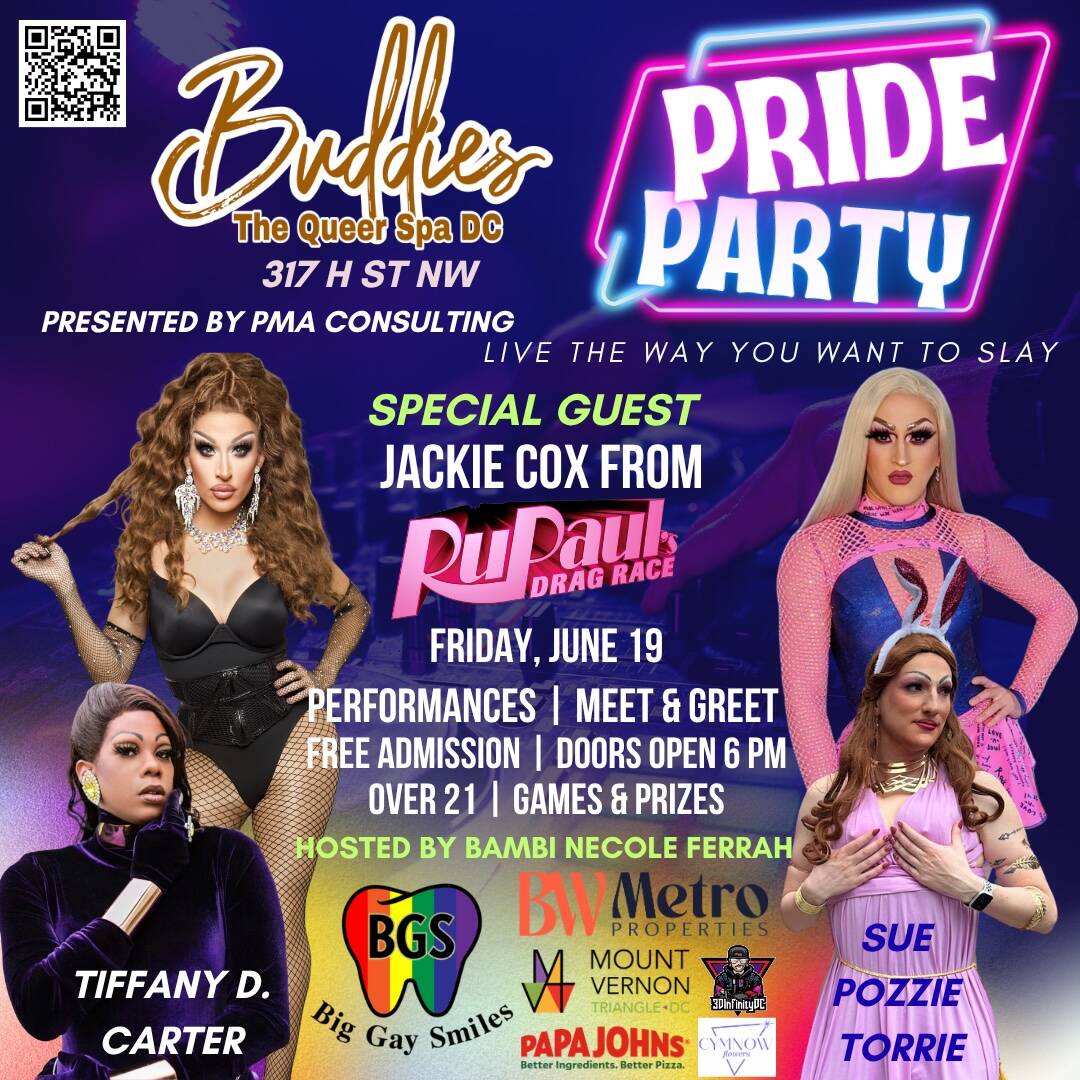 Buddies
The Queer Spa DC
317 H ST NW
PRESENTED BY PMA CONSULTING
PRIDE
PARTY
LIVE THE WAY YOU WANT TO SLAY
SPECIAL GUEST
JACKIE COX FROM
RuPaul's
DRAG RACE
FRIDAY, JUNE 19
PERFORMANCES | MEET & GREET
FREE ADMISSION | DOORS OPEN 6 PM
OVER 21 | GAMES & PRIZES
HOSTED BY BAMBI NECOLE FERRAH
TIFFANY D.
CARTER
BGS
Big Gay Smiles
BW Metro
PROPERTIES
MOUNT
VERNON
TRIANGLE DC
3DInfinityDC
PAPA JOHNS
Better Ingredients. Better Pizza.
CYMNOW
flowers
SUE
POZZIE
TORRIE